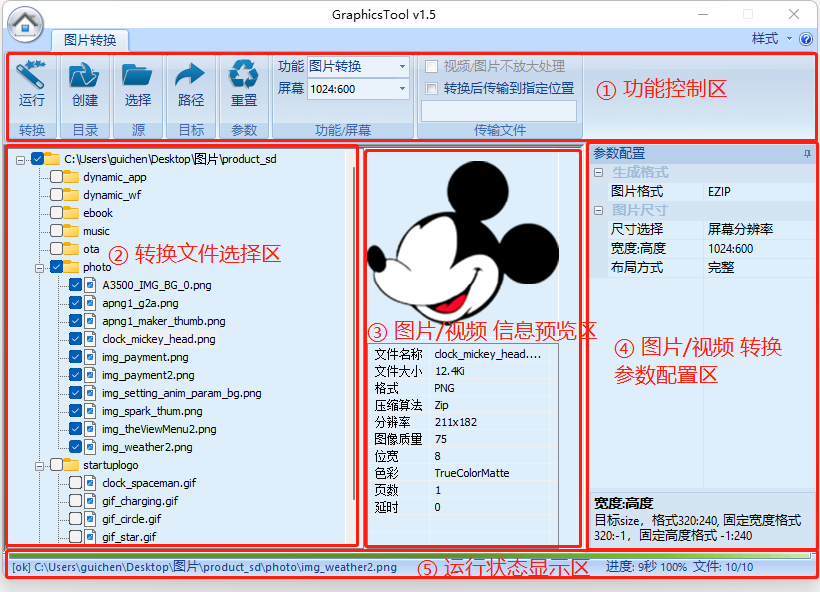 GraphicsTool v1.5
图片转换
样式
运行
转换
创建
目录
选择
源
路径
目标
重置
参数
功能 图片转换
屏幕 1024:600
功能/屏幕
视频/图片不放大处理
转换后传输到指定位置
传输文件
① 功能控制区
C:\Users\guichen\Desktop\图片\product_sd
dynamic_app
dynamic_wf
ebook
music
ota
② 转换文件选择区
photo
A3500_IMG_BG_0.png
apng1_g2a.png
apng1_maker_thumb.png
clock_mickey_head.png
img_payment.png
img_payment2.png
img_setting_anim_param_bg.png
img_spark_thum.png
img_theViewMenu2.png
img_weather2.png
startuplogo
clock_spaceman.gif
gif_charging.gif
gif_circle.gif
gif_star.gif
③ 图片/视频 信息预览区
文件名称 clock_mickey_head....
文件大小 12.4Ki
格式 PNG
压缩算法 Zip
分辨率 211x182
图像质量 75
位宽 8
色彩 TrueColorMatte
页数 1
延时 0
参数配置
生成格式
图片格式 EZIP
图片尺寸
尺寸选择 屏幕分辨率
宽度:高度 1024:600
布局方式 完整
④ 图片/视频 转换
参数配置区
宽度:高度
目标size，格式320:240, 固定宽度格式
320:-1，固定高度格式 -1:240
[ok] C:\Users\guichen\Desktop\图片\product_sd\photo\img_weather2.png
⑤ 运行状态显示区
进度: 9秒 100% 文件: 10/10